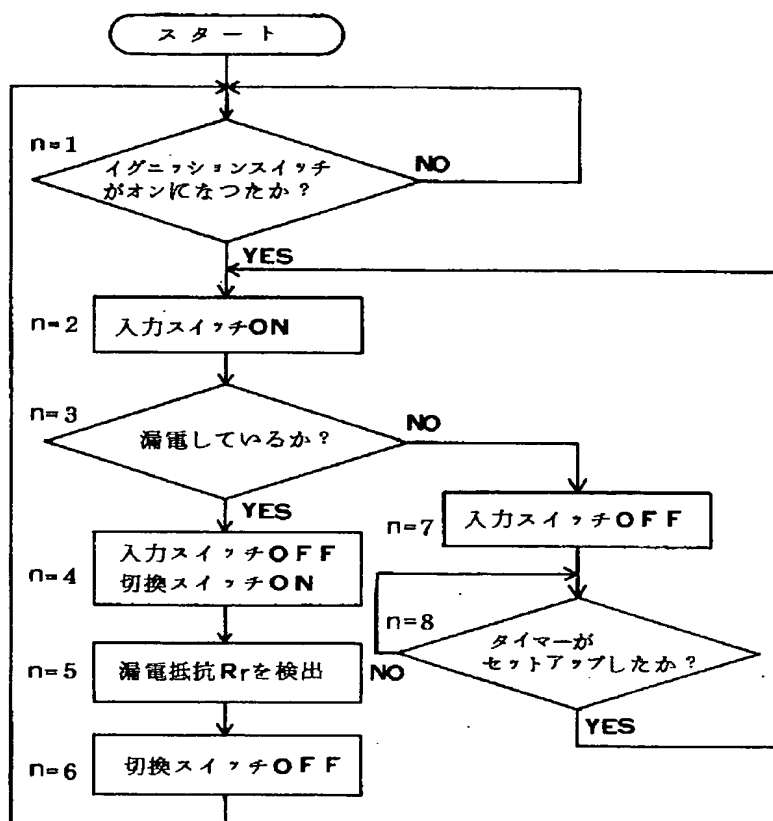 スタート
n=1
イグニッションスイッチ
がオンになつたか?
NO
YES
n=2
入力スイッチON
n=3
漏電しているか?
NO
YES
n=4
入力スイッチOFF
切換スイッチON
n=7
入力スイッチOFF
n=5
漏電抵抗Rrを検出
n=8
タイマーが
セットアップしたか?
NO
YES
n=6
切換スイッチOFF